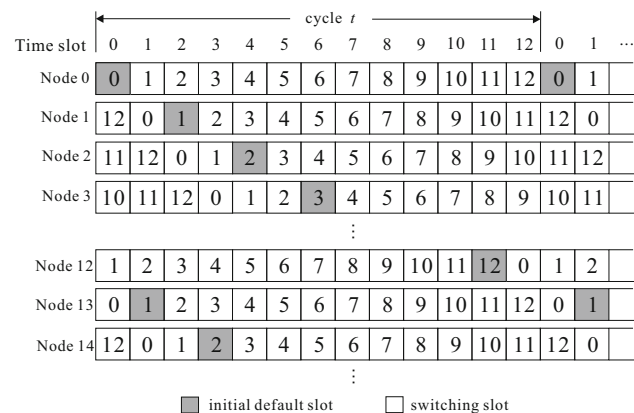 cycle t
Time slot 0 1 2 3 4 5 6 7 8 9 10 11 12 0 1 ...
Node 0 0 1 2 3 4 5 6 7 8 9 10 11 12 0 1
Node 1 12 0 1 2 3 4 5 6 7 8 9 10 11 12 0
Node 2 11 12 0 1 2 3 4 5 6 7 8 9 10 11 12
Node 3 10 11 12 0 1 2 3 4 5 6 7 8 9 10 11
⋮
Node 12 1 2 3 4 5 6 7 8 9 10 11 12 0 1 2
Node 13 0 1 2 3 4 5 6 7 8 9 10 11 12 0 1
Node 14 12 0 1 2 3 4 5 6 7 8 9 10 11 12 0
⋮
initial default slot switching slot